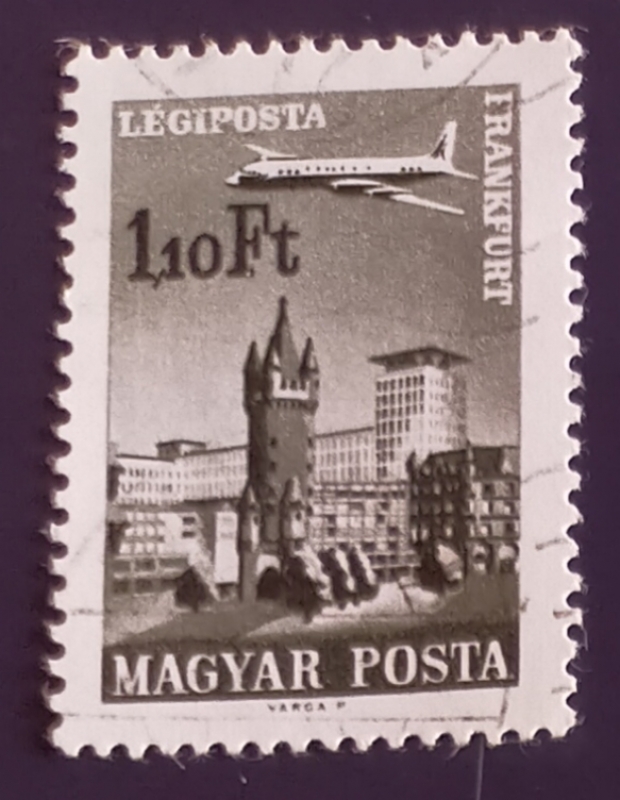 LÉGIPOSTA
FRANKFURT
1,10 Ft
MAGYAR POSTA
VARGA P